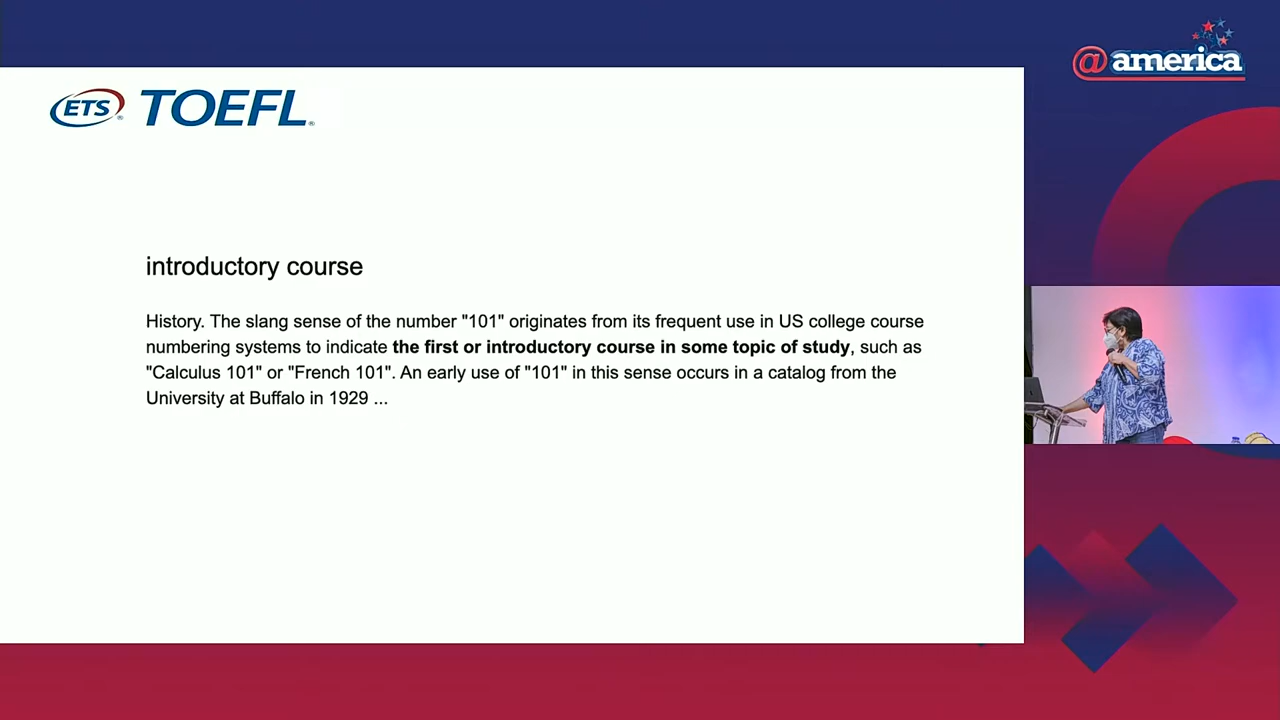 @america
ETS® TOEFL®
introductory course
History. The slang sense of the number "101" originates from its frequent use in US college course
numbering systems to indicate the first or introductory course in some topic of study, such as
"Calculus 101" or "French 101". An early use of "101" in this sense occurs in a catalog from the
University at Buffalo in 1929 ...